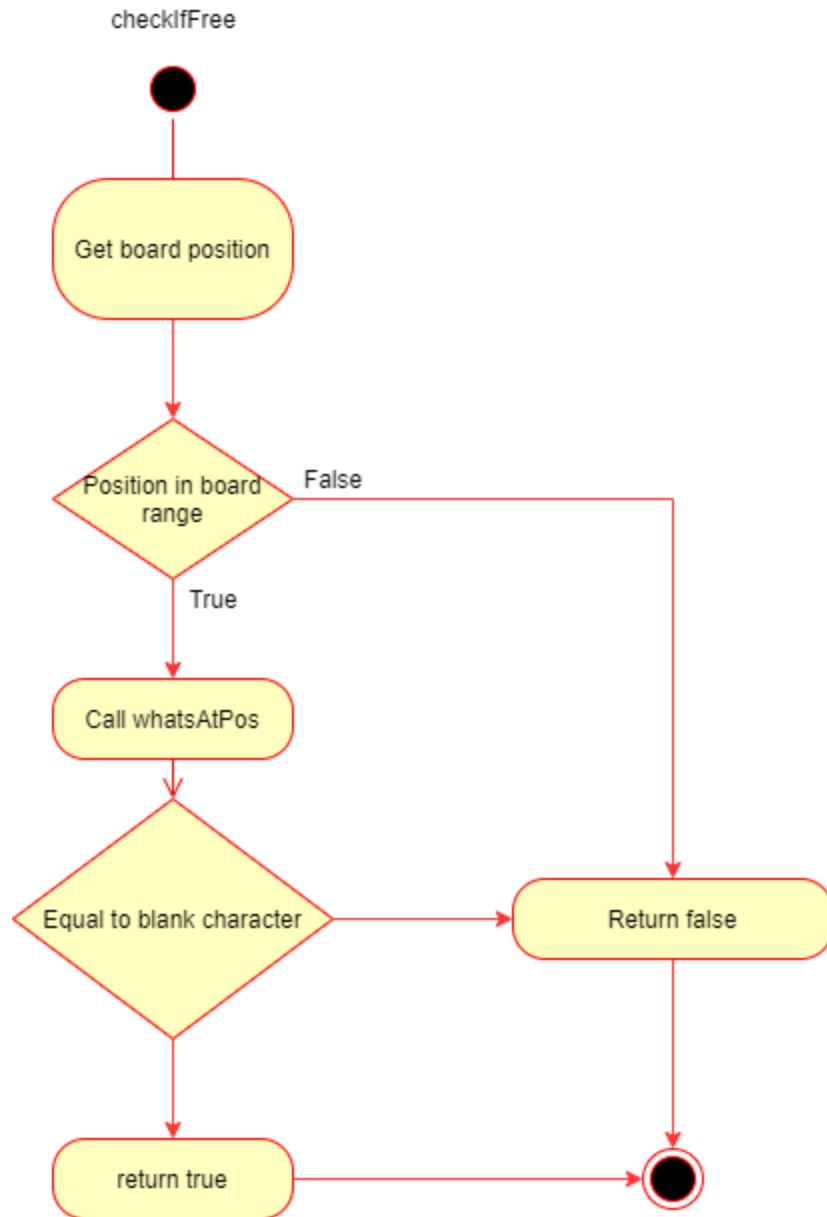 checkIfFree
Get board position
Position in board
range
False
True
Call whatsAtPos
Equal to blank character
Return false
return true